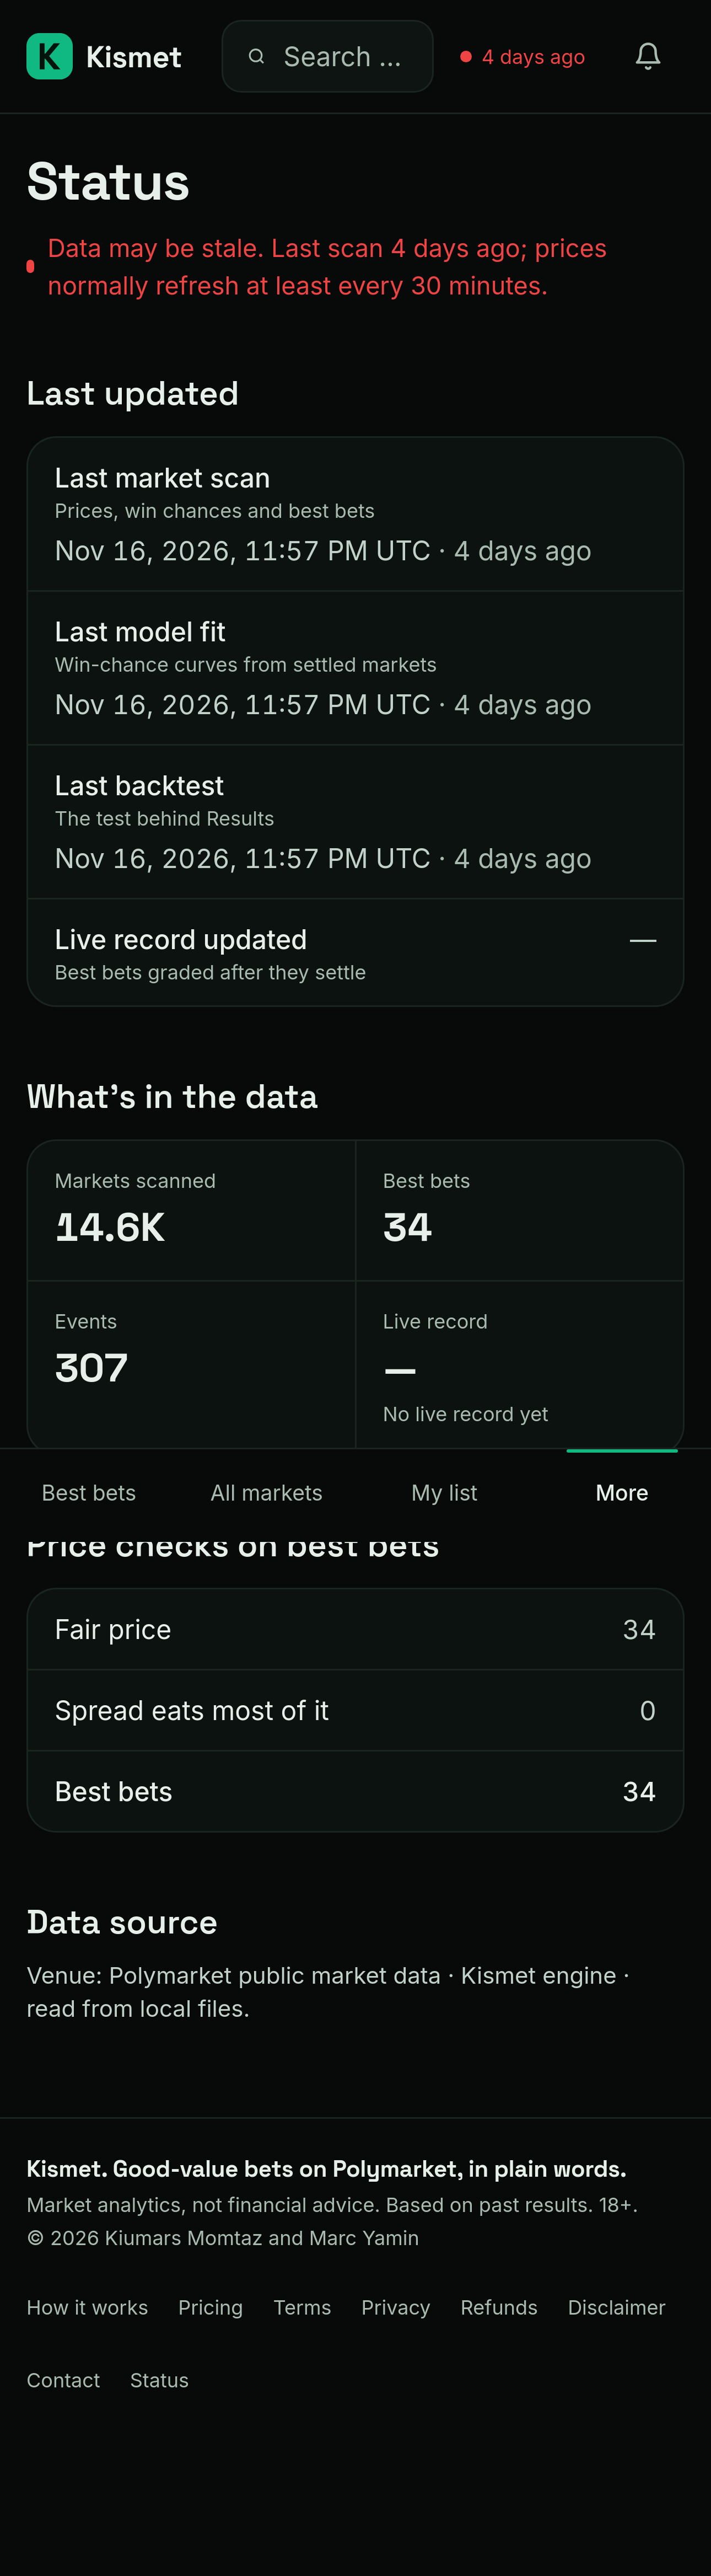 K Kismet
Search ...
4 days ago
Status
Data may be stale. Last scan 4 days ago; prices
normally refresh at least every 30 minutes.
Last updated
Last market scan
Prices, win chances and best bets
Nov 16, 2026, 11:57 PM UTC · 4 days ago
Last model fit
Win-chance curves from settled markets
Nov 16, 2026, 11:57 PM UTC · 4 days ago
Last backtest
The test behind Results
Nov 16, 2026, 11:57 PM UTC · 4 days ago
Live record updated —
Best bets graded after they settle
What's in the data
Markets scanned
14.6K
Best bets
34
Events
307
Live record
—
No live record yet
Best bets All markets My list More
Price checks on best bets
Fair price 34
Spread eats most of it 0
Best bets 34
Data source
Venue: Polymarket public market data · Kismet engine ·
read from local files.
Kismet. Good-value bets on Polymarket, in plain words.
Market analytics, not financial advice. Based on past results. 18+.
© 2026 Kiumars Momtaz and Marc Yamin
How it works Pricing Terms Privacy Refunds Disclaimer
Contact Status